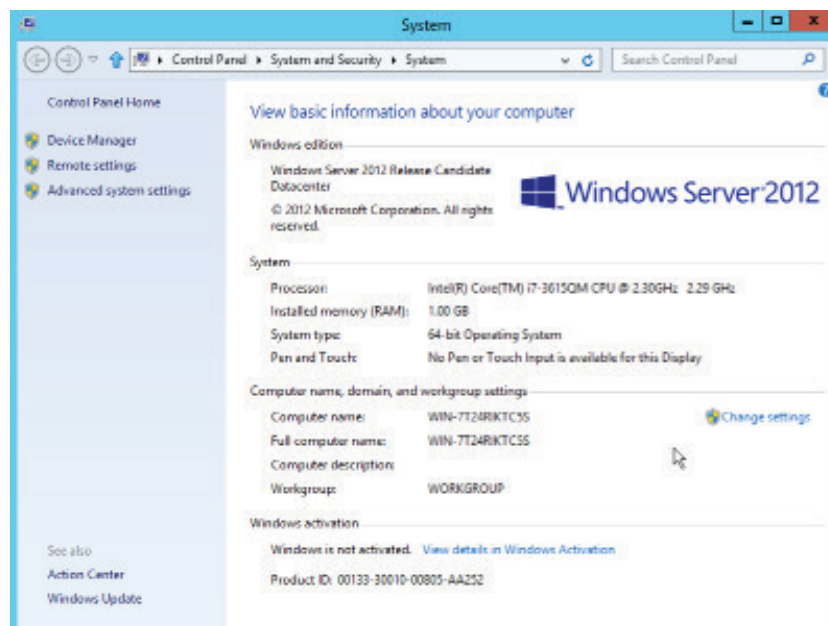 System
Control Panel ▸ System and Security ▸ System
Search Control Panel
Control Panel Home
Device Manager
Remote settings
Advanced system settings
See also
Action Center
Windows Update
View basic information about your computer
Windows edition
Windows Server 2012 Release Candidate
Datacenter
© 2012 Microsoft Corporation. All rights
reserved.
Windows Server 2012
System
Processor: Intel(R) Core(TM) i7-3615QM CPU @ 2.30GHz 2.29 GHz
Installed memory (RAM): 1.00 GB
System type: 64-bit Operating System
Pen and Touch: No Pen or Touch Input is available for this Display
Computer name, domain, and workgroup settings
Computer name: WIN-7T24RIKTC5S
Change settings
Full computer name: WIN-7T24RIKTC5S
Computer description:
Workgroup: WORKGROUP
Windows activation
Windows is not activated. View details in Windows Activation
Product ID: 00133-30010-00805-AA252